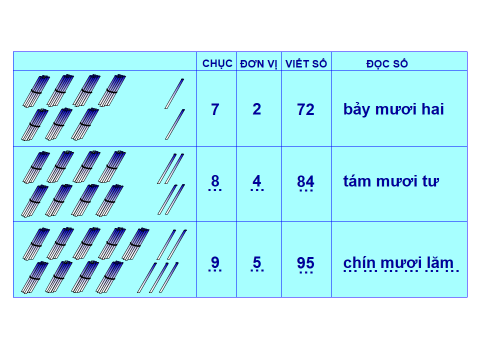 CHỤC ĐƠN VỊ VIẾT SỐ ĐỌC SỐ
7 2 72 bảy mươi hai
8 4 84 tám mươi tư
9 5 95 chín mươi lăm